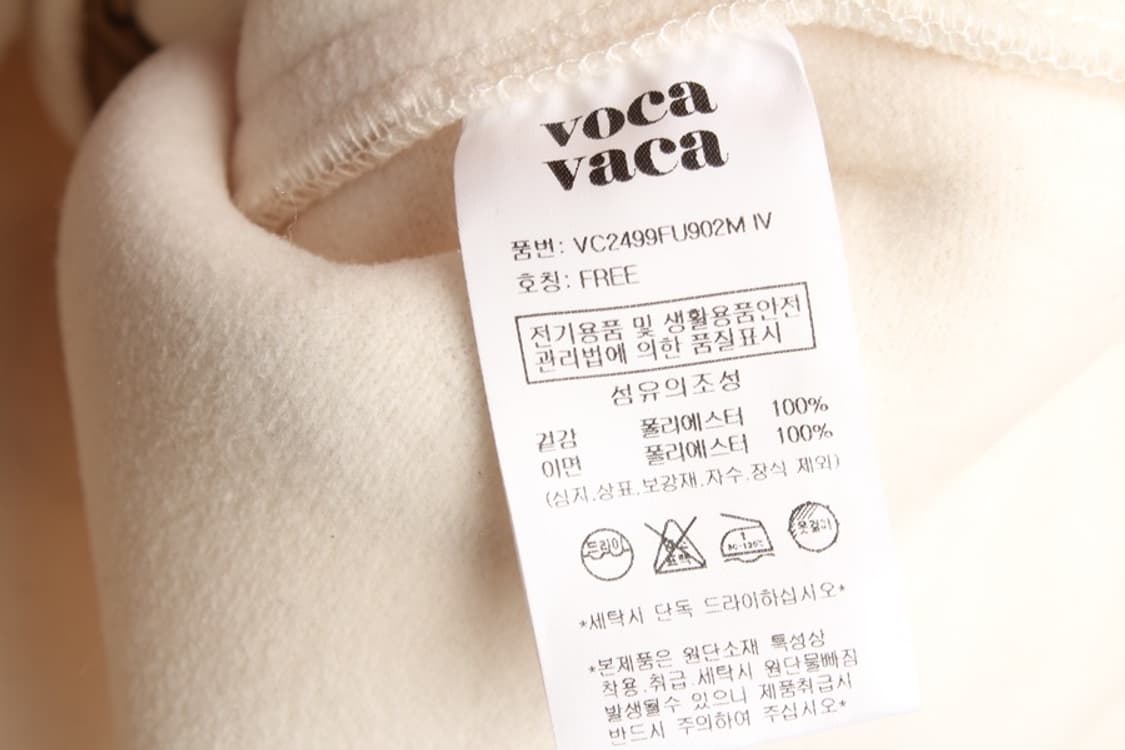 voca
vaca
품번: VC2499FU902M IV
호칭: FREE
전기용품 및 생활용품안전
관리법에 의한 품질표시
섬유의조성
겉감 폴리에스터 100%
이면 폴리에스터 100%
(심지.상표.보강재.자수.장식 제외)
드라이 옷걸이
*세탁시 단독 드라이하십시오*
*본제품은 원단소재 특성상
착용.취급.세탁시 원단물빠짐
발생될수 있으니 제품취급시
반드시 주의하여 주십시오*